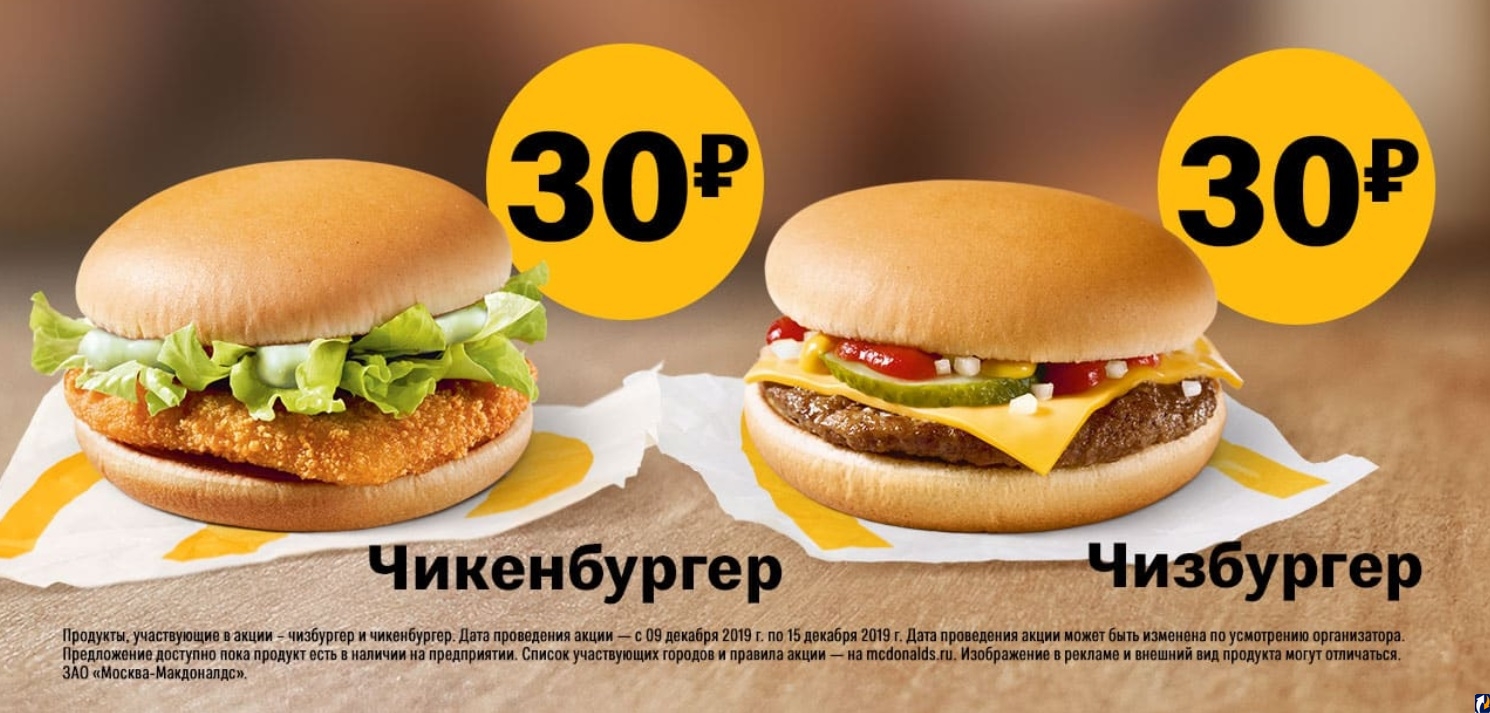 30₽
30₽
Чикенбургер
Чизбургер
Продукты, участвующие в акции – чизбургер и чикенбургер. Дата проведения акции — с 09 декабря 2019 г. по 15 декабря 2019 г. Дата проведения акции может быть изменена по усмотрению организатора.
Предложение доступно пока продукт есть в наличии на предприятии. Список участвующих городов и правила акции — на mcdonalds.ru. Изображение в рекламе и внешний вид продукта могут отличаться.
ЗАО «Москва-Макдоналдс».